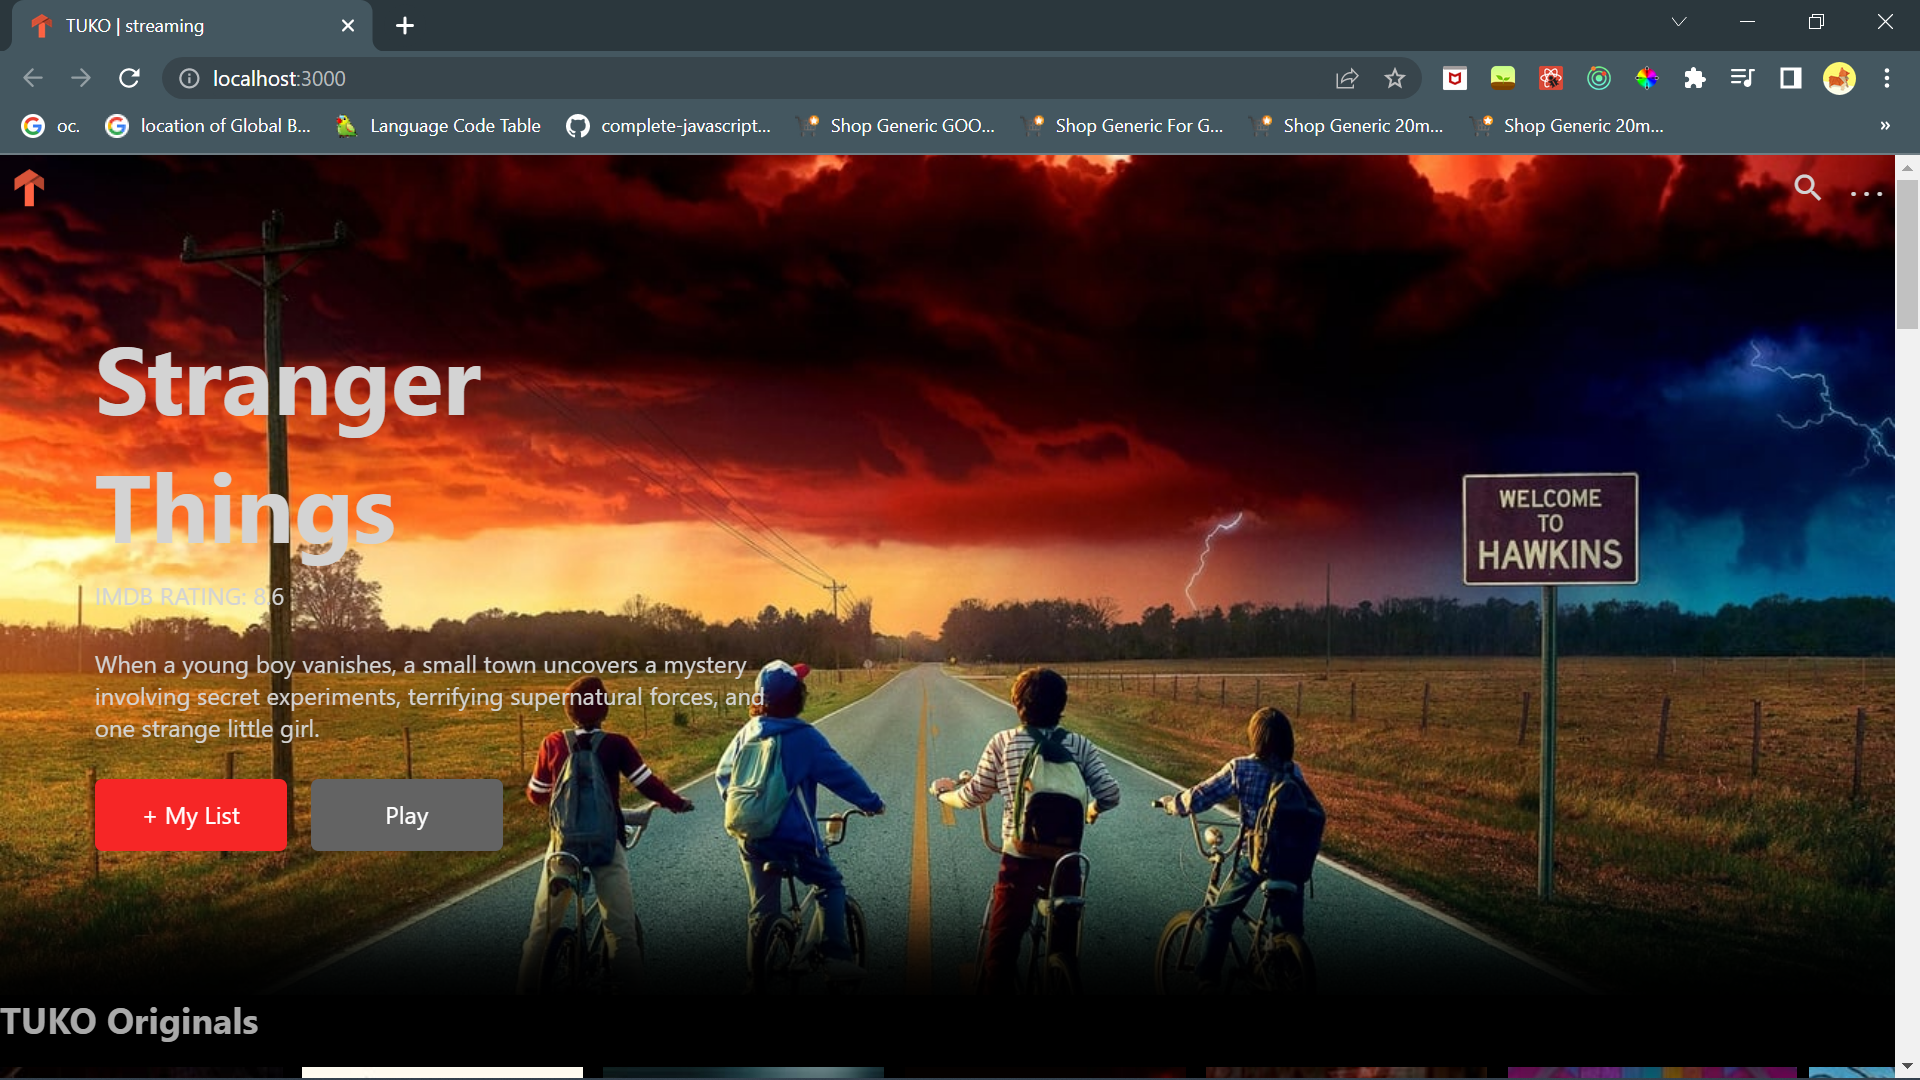 TUKO | streaming
localhost:3000
oc.
location of Global B...
Language Code Table
complete-javascript...
Shop Generic GOO...
Shop Generic For G...
Shop Generic 20m...
Shop Generic 20m...
»
Stranger
Things
WELCOME
TO
HAWKINS
IMDB RATING: 8.6
When a young boy vanishes, a small town uncovers a mystery
involving secret experiments, terrifying supernatural forces, and
one strange little girl.
+ My List
Play
TUKO Originals